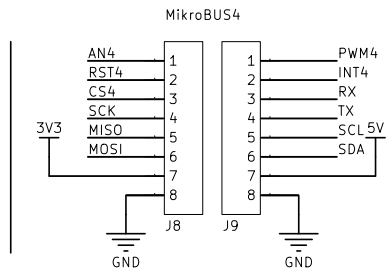 MikroBUS4
AN4 1 1 PWM4
RST4 2 2 INT4
CS4 3 3 RX
SCK 4 4 TX
3V3 MISO 5 5 SCL 5V
MOSI 6 6 SDA
7 7
8 8
J8 J9
GND GND